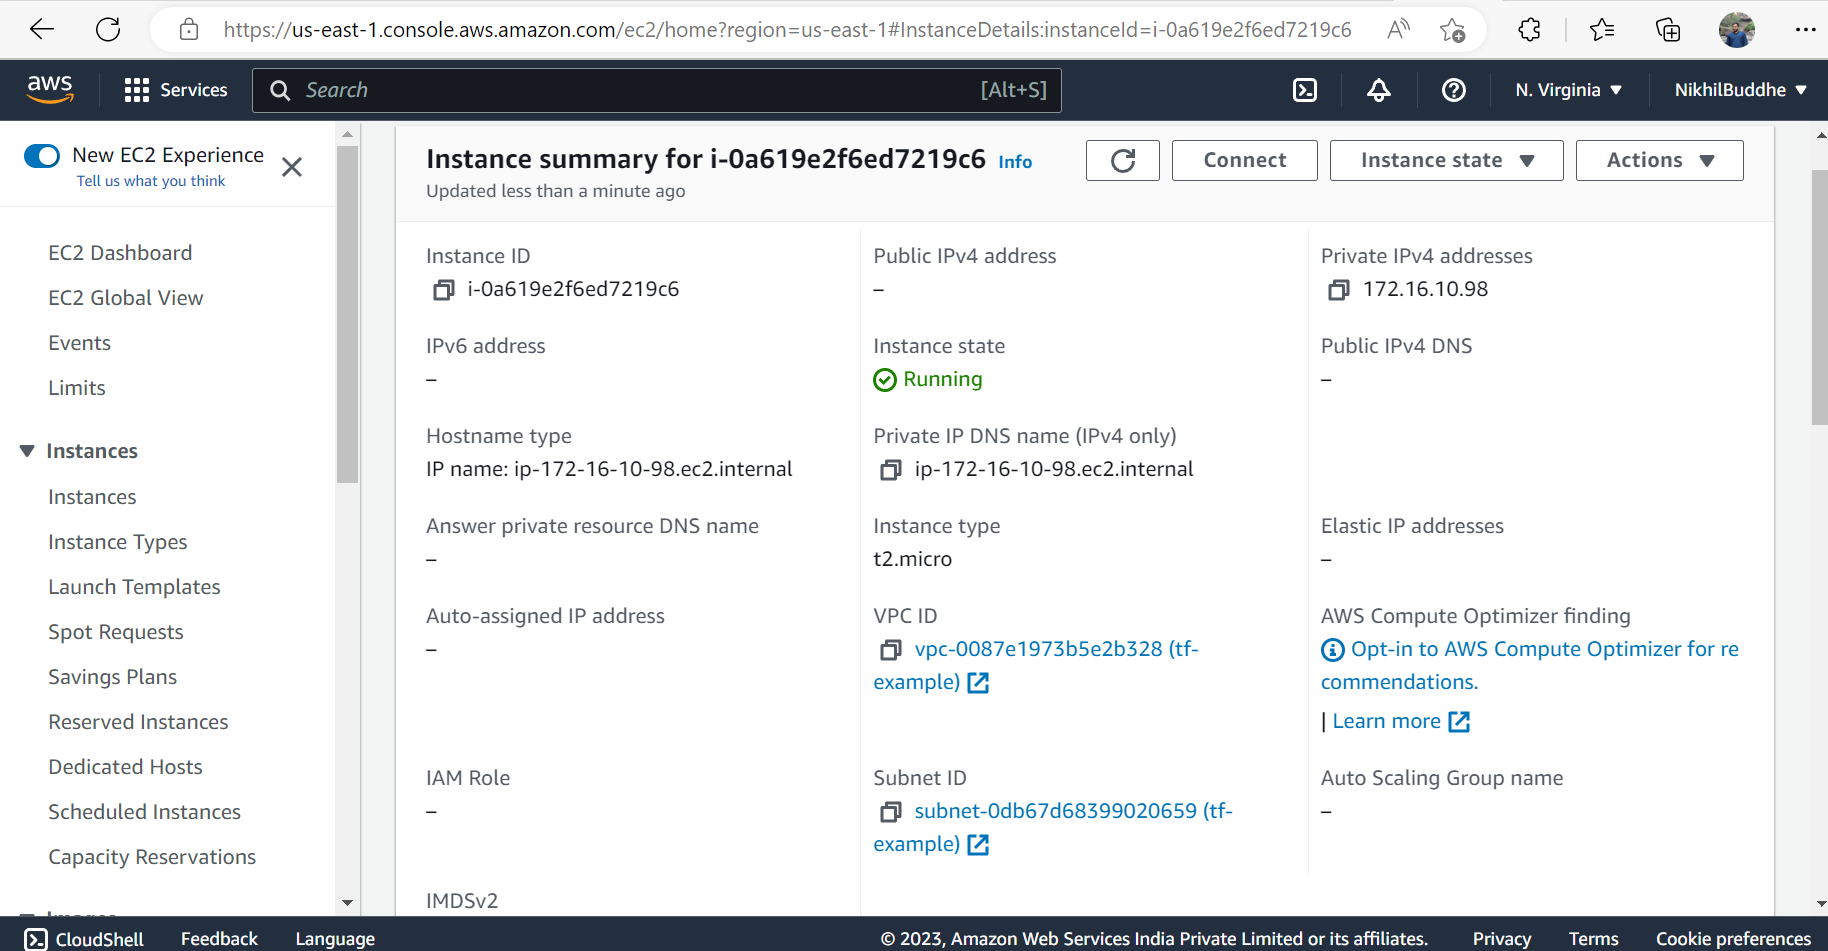 https://us-east-1.console.aws.amazon.com/ec2/home?region=us-east-1#InstanceDetails:instanceId=i-0a619e2f6ed7219c6
aws
Services
Search
[Alt+S]
N. Virginia
NikhilBuddhe
New EC2 Experience
Tell us what you think
EC2 Dashboard
EC2 Global View
Events
Limits
Instances
Instances
Instance Types
Launch Templates
Spot Requests
Savings Plans
Reserved Instances
Dedicated Hosts
Scheduled Instances
Capacity Reservations
Images
Instance summary for i-0a619e2f6ed7219c6 Info
Updated less than a minute ago
Connect
Instance state
Actions
Instance ID
i-0a619e2f6ed7219c6
Public IPv4 address
–
Private IPv4 addresses
172.16.10.98
IPv6 address
–
Instance state
Running
Public IPv4 DNS
–
Hostname type
IP name: ip-172-16-10-98.ec2.internal
Private IP DNS name (IPv4 only)
ip-172-16-10-98.ec2.internal
Answer private resource DNS name
–
Instance type
t2.micro
Elastic IP addresses
–
Auto-assigned IP address
–
VPC ID
vpc-0087e1973b5e2b328 (tf-
example)
AWS Compute Optimizer finding
Opt-in to AWS Compute Optimizer for re
commendations.
| Learn more
IAM Role
–
Subnet ID
subnet-0db67d68399020659 (tf-
example)
Auto Scaling Group name
–
IMDSv2
CloudShell
Feedback
Language
© 2023, Amazon Web Services India Private Limited or its affiliates.
Privacy
Terms
Cookie preferences